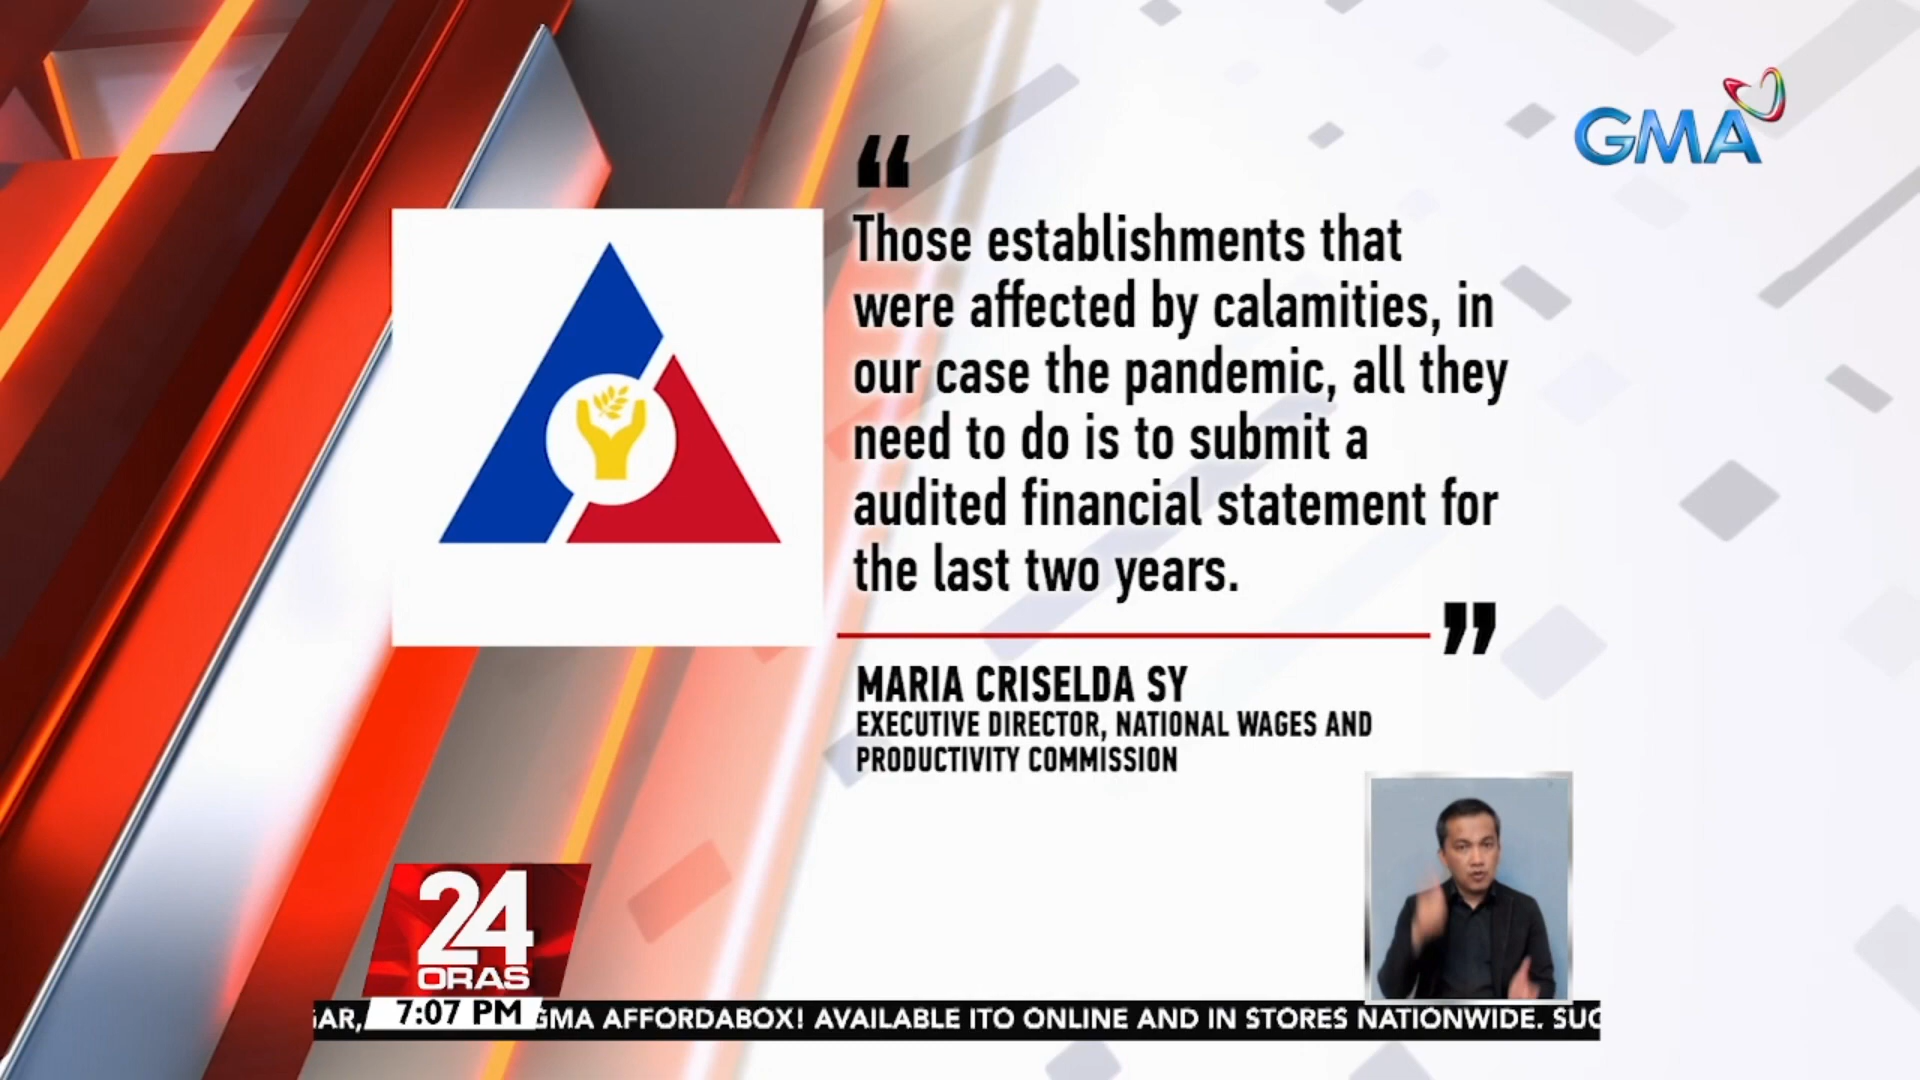 GMA
“
Those establishments that
were affected by calamities, in
our case the pandemic, all they
need to do is to submit a
audited financial statement for
the last two years.
”
MARIA CRISELDA SY
EXECUTIVE DIRECTOR, NATIONAL WAGES AND
PRODUCTIVITY COMMISSION
24
ORAS
7:07 PM
GMA AFFORDABOX! AVAILABLE ITO ONLINE AND IN STORES NATIONWIDE.